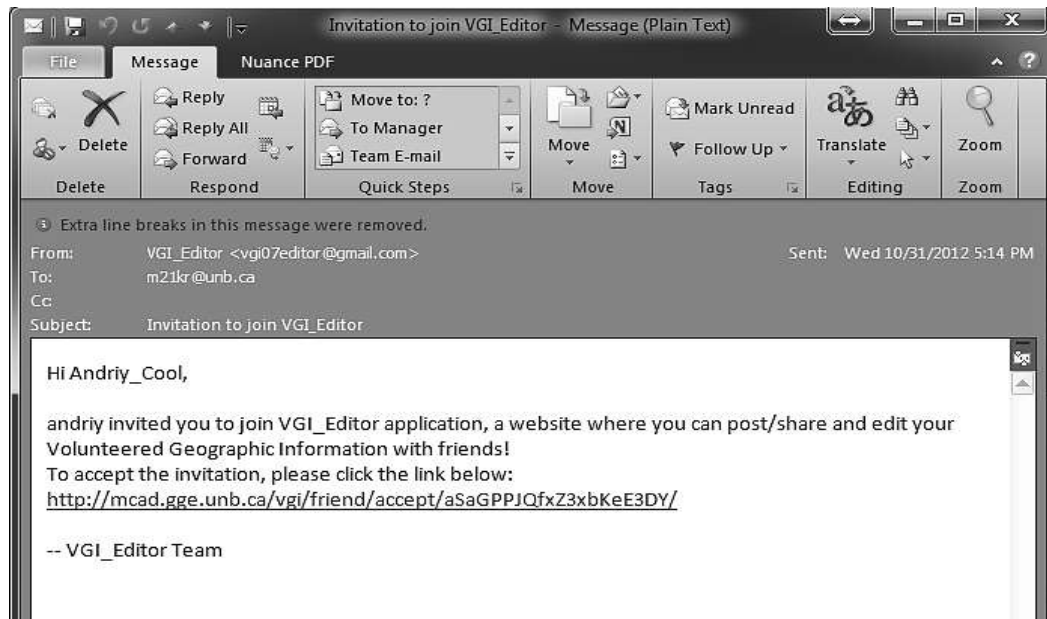 Invitation to join VGI_Editor - Message (Plain Text)
File Message Nuance PDF
Delete
Reply
Reply All
Forward
Move to: ?
To Manager
Team E-mail
Move
Mark Unread
Follow Up
Translate
Zoom
Delete Respond Quick Steps Move Tags Editing Zoom
Extra line breaks in this message were removed.
From: VGI_Editor <vgi07editor@gmail.com> Sent: Wed 10/31/2012 5:14 PM
To: m21kr@unb.ca
Cc
Subject: Invitation to join VGI_Editor
Hi Andriy_Cool,
andriy invited you to join VGI_Editor application, a website where you can post/share and edit your
Volunteered Geographic Information with friends!
To accept the invitation, please click the link below:
http://mcad.gge.unb.ca/vgi/friend/accept/aSaGPPJQfxZ3xbKeE3DY/
-- VGI_Editor Team